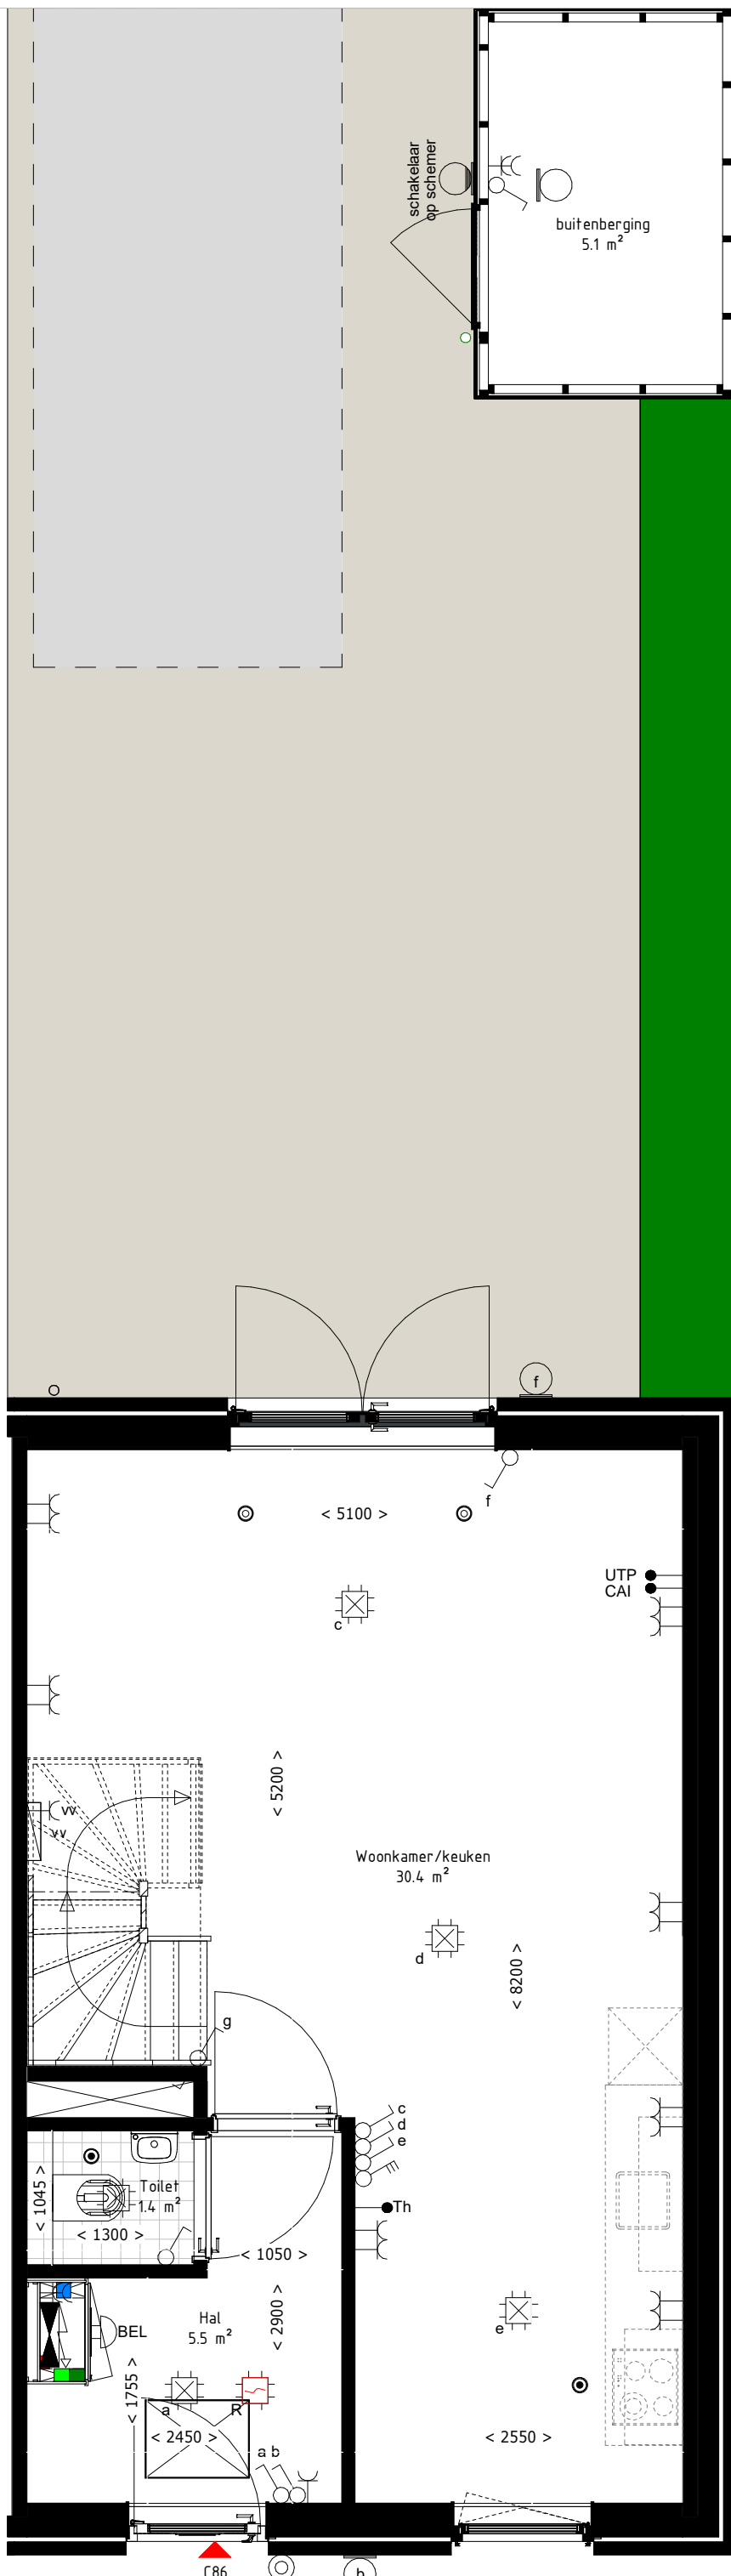 schakelaar
op schemer
buitenberging
5.1 m²
f
f
< 5100 >
UTP
CAI
c
< 5200 >
vv
vv
Woonkamer/keuken
30.4 m²
d
< 8200 >
g
c
d
e
Th
Toilet
1.4 m²
< 1045 >
< 1300 >
< 1050 >
Hal
5.5 m²
< 2900 >
BEL
e
< 1755 >
a
R
< 2450 >
a b
< 2550 >
C86
b